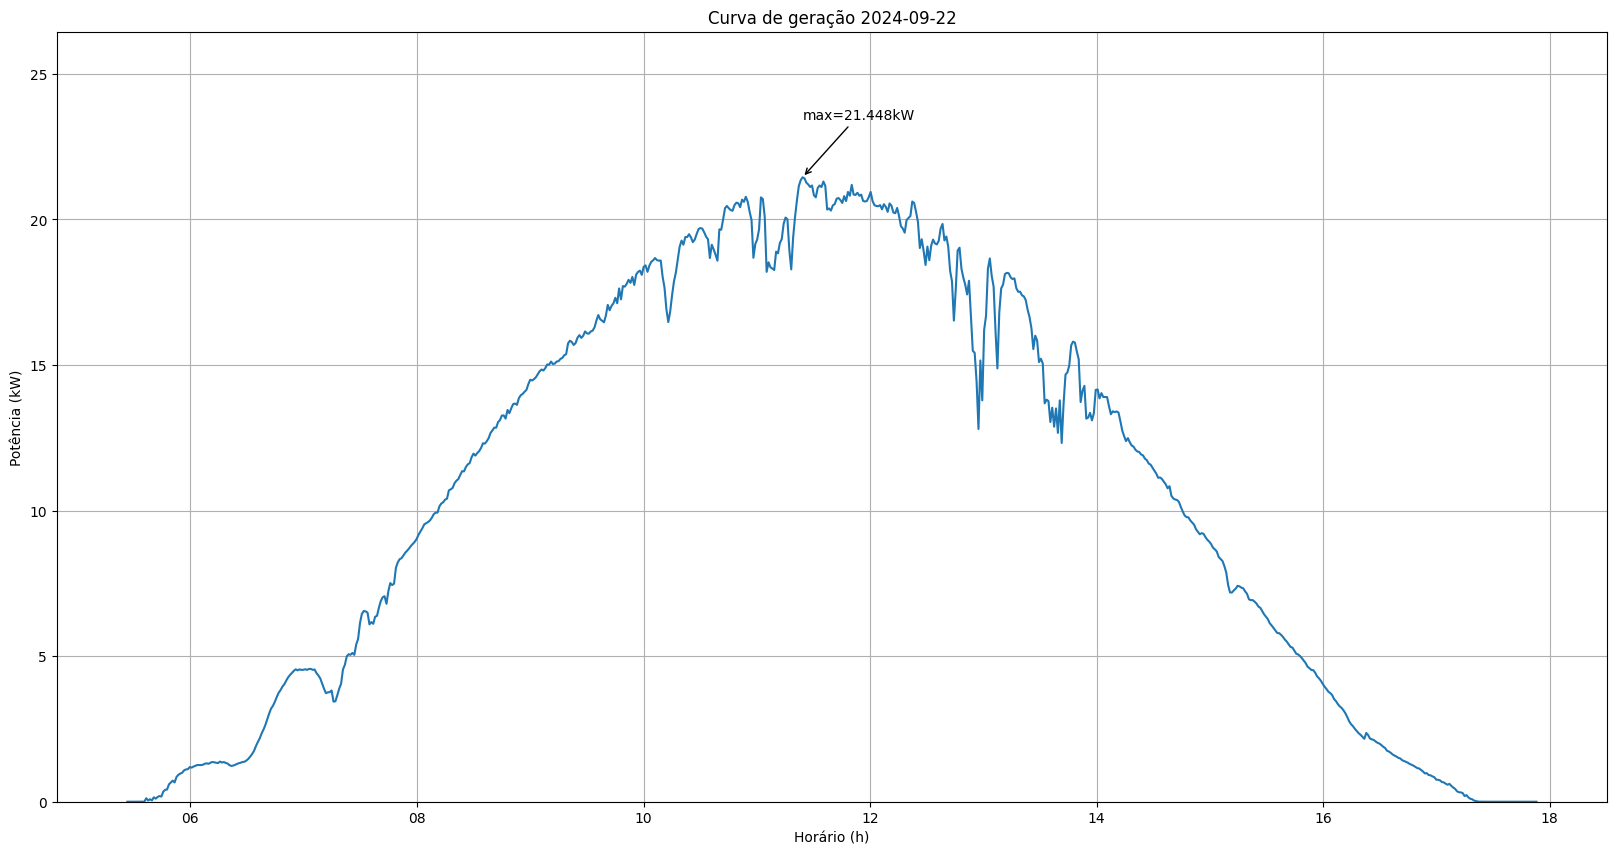 Curva de geração 2024-09-22
25
max=21.448kW
20
15
Potência (kW)
10
5
0
06 08 10 12 14 16 18
Horário (h)